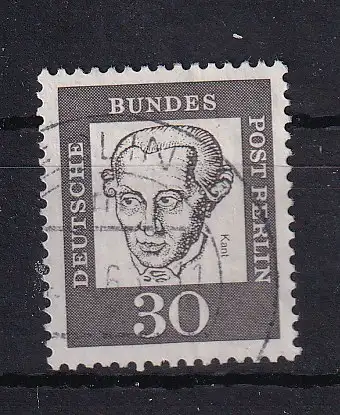 DEUTSCHE
BUNDES
POST BERLIN
Kant
30